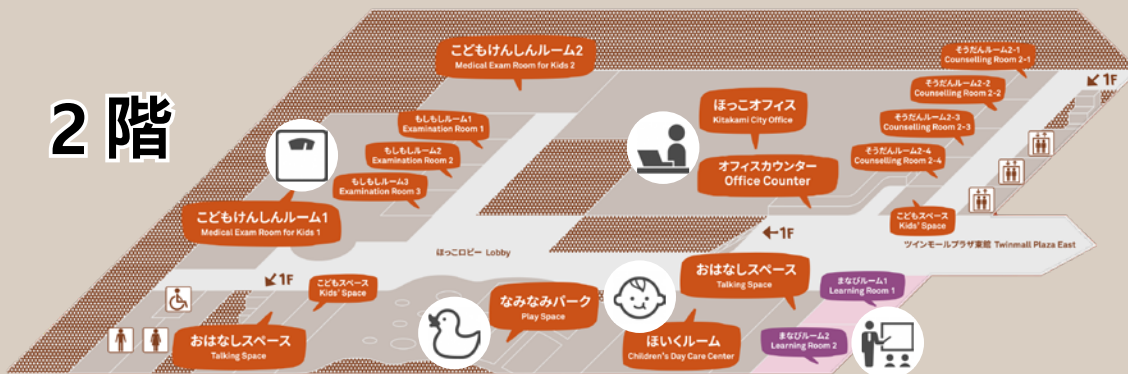 2階
こどもけんしんルーム2
Medical Exam Room for Kids 2
そうだんルーム2-1
Counselling Room 2-1
1F
そうだんルーム2-2
Counselling Room 2-2
もしもしルーム1
Examination Room 1
ほっこオフィス
Kitakami City Office
そうだんルーム2-3
Counselling Room 2-3
もしもしルーム2
Examination Room 2
オフィスカウンター
Office Counter
そうだんルーム2-4
Counselling Room 2-4
もしもしルーム3
Examination Room 3
こどもけんしんルーム1
Medical Exam Room for Kids 1
こどもスペース
Kids' Space
←1F
ほっこロビー Lobby
ツインモールプラザ東館 Twinmall Plaza East
1F
こどもスペース
Kids' Space
おはなしスペース
Talking Space
まなびルーム1
Learning Room 1
なみなみパーク
Play Space
おはなしスペース
Talking Space
ほいくルーム
Children's Day Care Center
まなびルーム2
Learning Room 2